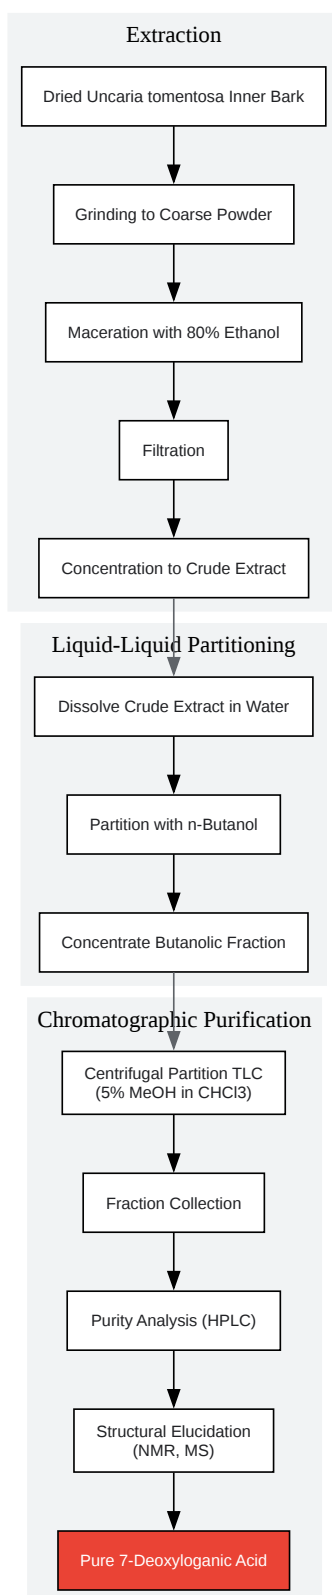 Extraction
Dried Uncaria tomentosa Inner Bark
Grinding to Coarse Powder
Maceration with 80% Ethanol
Filtration
Concentration to Crude Extract
Liquid-Liquid Partitioning
Dissolve Crude Extract in Water
Partition with n-Butanol
Concentrate Butanolic Fraction
Chromatographic Purification
Centrifugal Partition TLC
(5% MeOH in CHCl3)
Fraction Collection
Purity Analysis (HPLC)
Structural Elucidation
(NMR, MS)
Pure 7-Deoxyloganic Acid